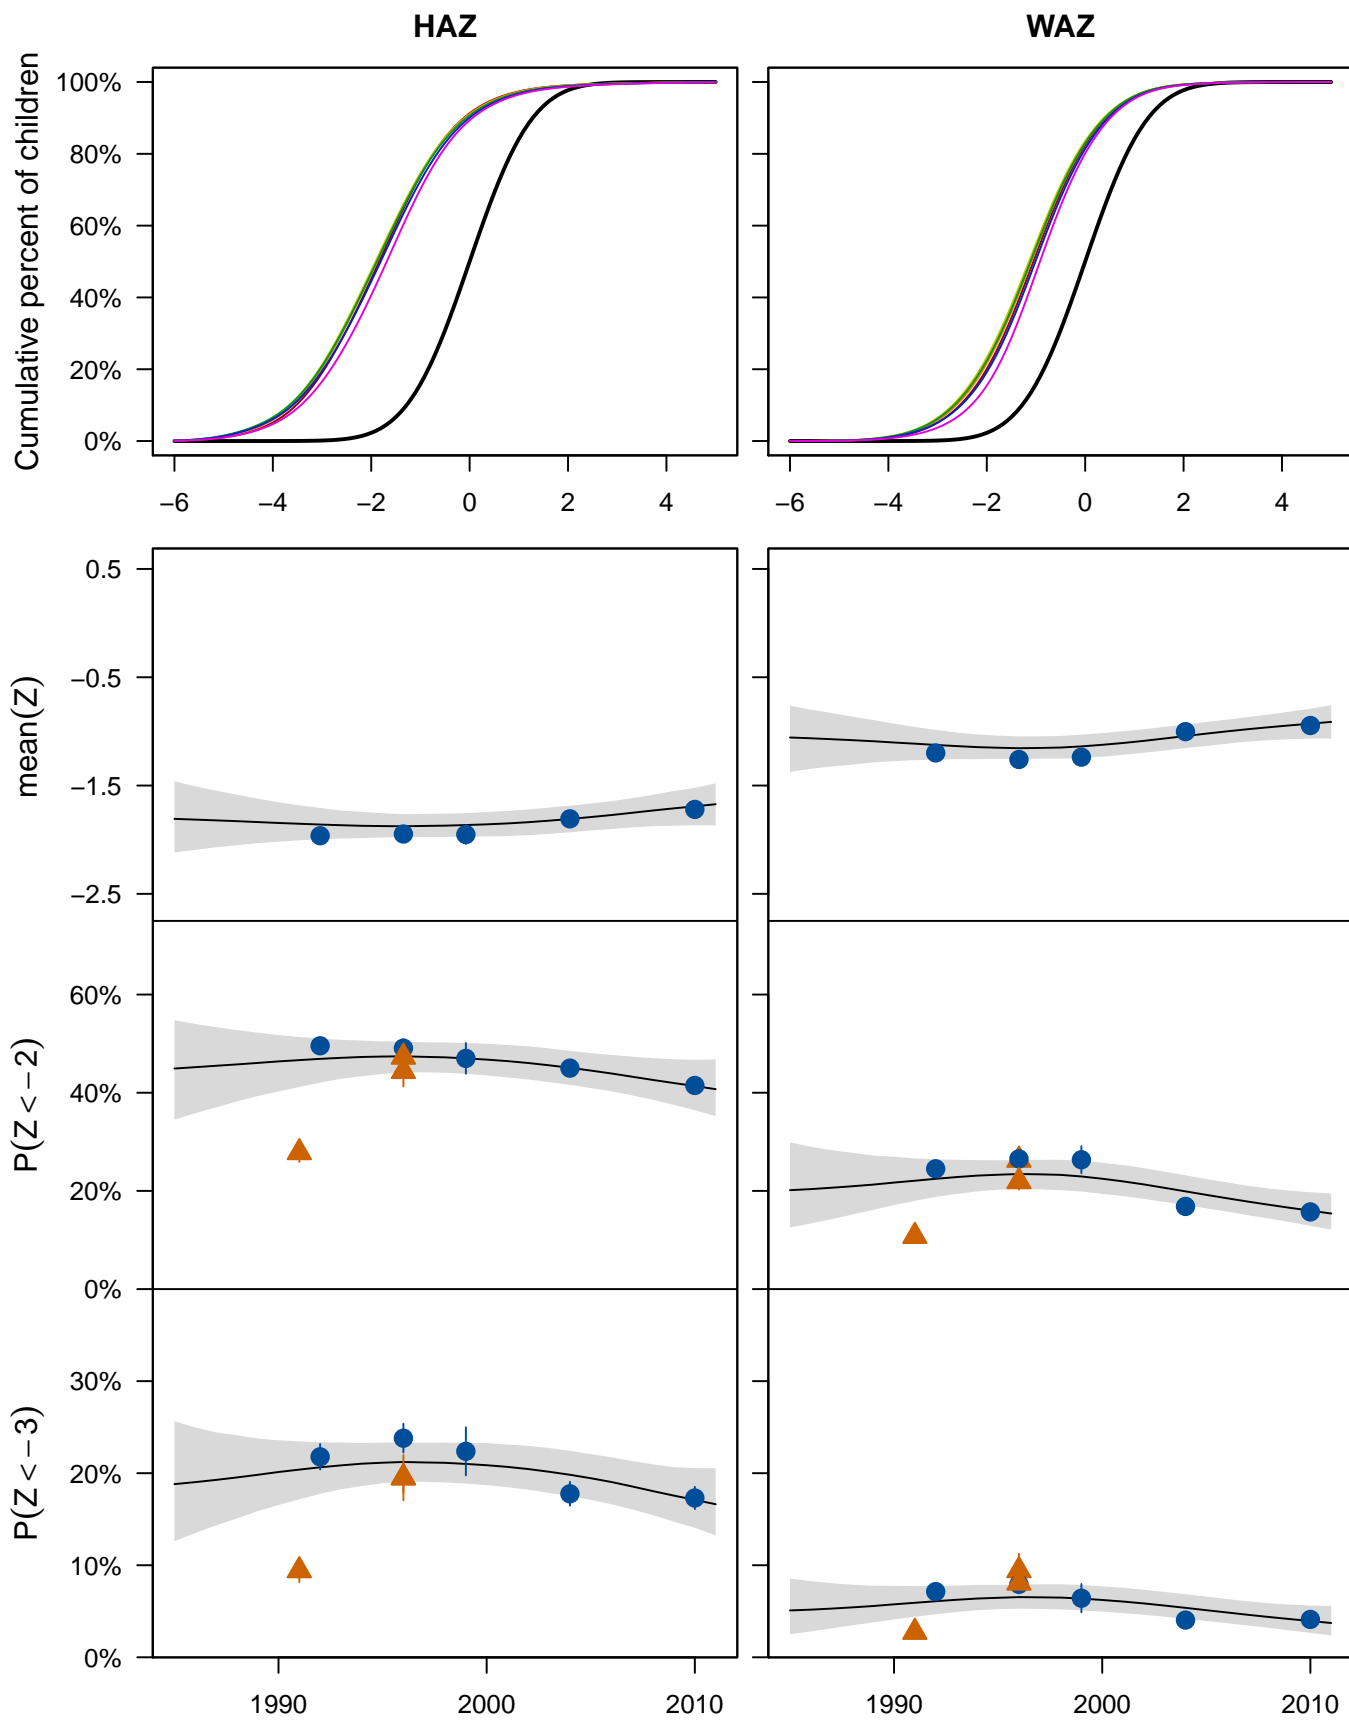 HAZ
WAZ
Cumulative percent of children
100%
80%
60%
40%
20%
0%
−6 −4 −2 0 2 4
−6 −4 −2 0 2 4
mean(Z)
0.5
−0.5
−1.5
−2.5
P(Z < −2)
60%
40%
20%
0%
P(Z < −3)
30%
20%
10%
0%
1990 2000 2010
1990 2000 2010